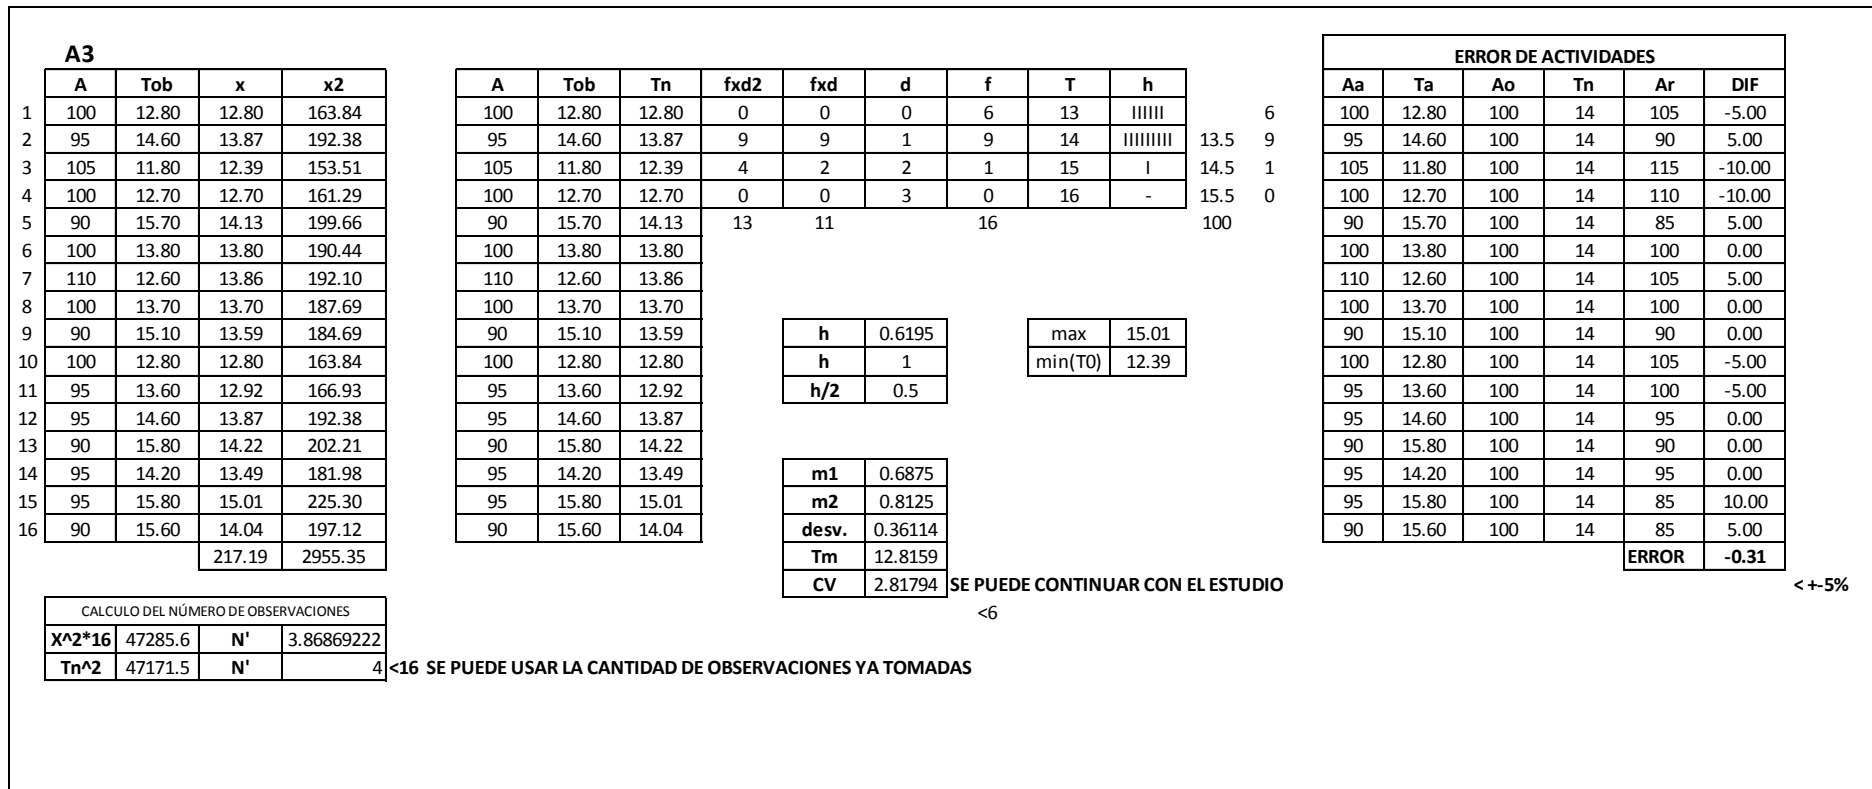 A3 ERROR DE ACTIVIDADES
A Tob x x2 A Tob Tn fxd2 fxd d f T h Aa Ta Ao Tn Ar DIF
1 100 12.80 12.80 163.84 100 12.80 12.80 0 0 0 6 13 IIIIII 6 100 12.80 100 14 105 -5.00
2 95 14.60 13.87 192.38 95 14.60 13.87 9 9 1 9 14 IIIIIIIII 13.5 9 95 14.60 100 14 90 5.00
3 105 11.80 12.39 153.51 105 11.80 12.39 4 2 2 1 15 I 14.5 1 105 11.80 100 14 115 -10.00
4 100 12.70 12.70 161.29 100 12.70 12.70 0 0 3 0 16 - 15.5 0 100 12.70 100 14 110 -10.00
5 90 15.70 14.13 199.66 90 15.70 14.13 13 11 16 100 90 15.70 100 14 85 5.00
6 100 13.80 13.80 190.44 100 13.80 13.80 100 13.80 100 14 100 0.00
7 110 12.60 13.86 192.10 110 12.60 13.86 110 12.60 100 14 105 5.00
8 100 13.70 13.70 187.69 100 13.70 13.70 100 13.70 100 14 100 0.00
9 90 15.10 13.59 184.69 90 15.10 13.59 h 0.6195 max 15.01 90 15.10 100 14 90 0.00
10 100 12.80 12.80 163.84 100 12.80 12.80 h 1 min(T0) 12.39 100 12.80 100 14 105 -5.00
11 95 13.60 12.92 166.93 95 13.60 12.92 h/2 0.5 95 13.60 100 14 100 -5.00
12 95 14.60 13.87 192.38 95 14.60 13.87 95 14.60 100 14 95 0.00
13 90 15.80 14.22 202.21 90 15.80 14.22 90 15.80 100 14 90 0.00
14 95 14.20 13.49 181.98 95 14.20 13.49 m1 0.6875 95 14.20 100 14 95 0.00
15 95 15.80 15.01 225.30 95 15.80 15.01 m2 0.8125 95 15.80 100 14 85 10.00
16 90 15.60 14.04 197.12 90 15.60 14.04 desv. 0.36114 90 15.60 100 14 85 5.00
217.19 2955.35 Tm 12.8159 ERROR -0.31
CV 2.81794 SE PUEDE CONTINUAR CON EL ESTUDIO < +-5%
CALCULO DEL NÚMERO DE OBSERVACIONES <6
X^2*16 47285.6 N' 3.86869222
Tn^2 47171.5 N' 4 <16 SE PUEDE USAR LA CANTIDAD DE OBSERVACIONES YA TOMADAS